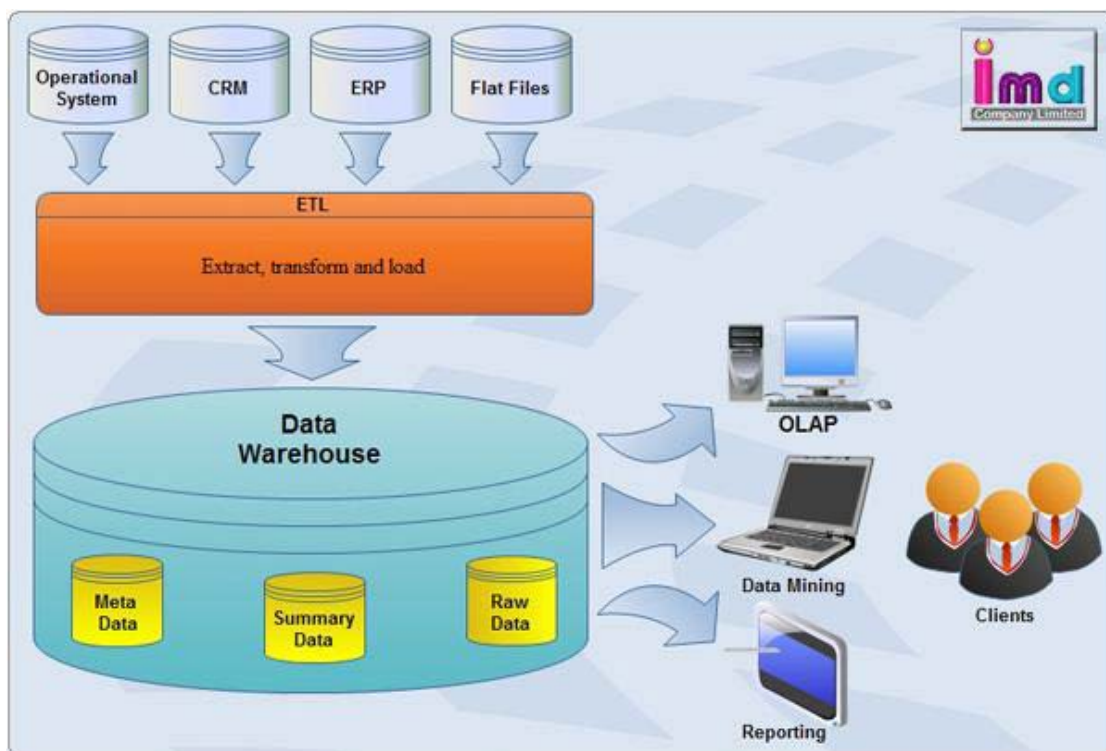 Operational
System
CRM
ERP
Flat Files
imd
Company Limited
ETL
Extract, transform and load
Data
Warehouse
OLAP
Meta
Data
Summary
Data
Raw
Data
Data Mining
Clients
Reporting